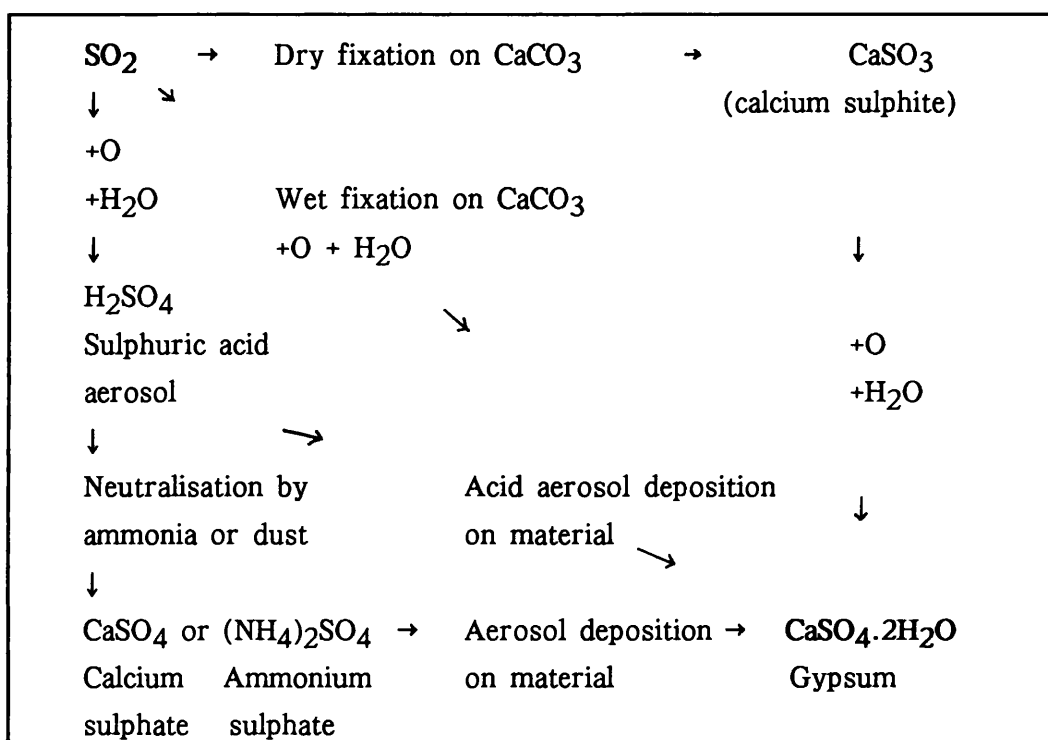 SO2 → Dry fixation on CaCO3 → CaSO3
↓ ↘ (calcium sulphite)
+O
+H2O Wet fixation on CaCO3
↓ +O + H2O ↓
H2SO4
↘
Sulphuric acid +O
aerosol +H2O
↓ →
Neutralisation by Acid aerosol deposition ↓
ammonia or dust on material ↘
↓
CaSO4 or (NH4)2SO4 → Aerosol deposition → CaSO4.2H2O
Calcium Ammonium on material Gypsum
sulphate sulphate